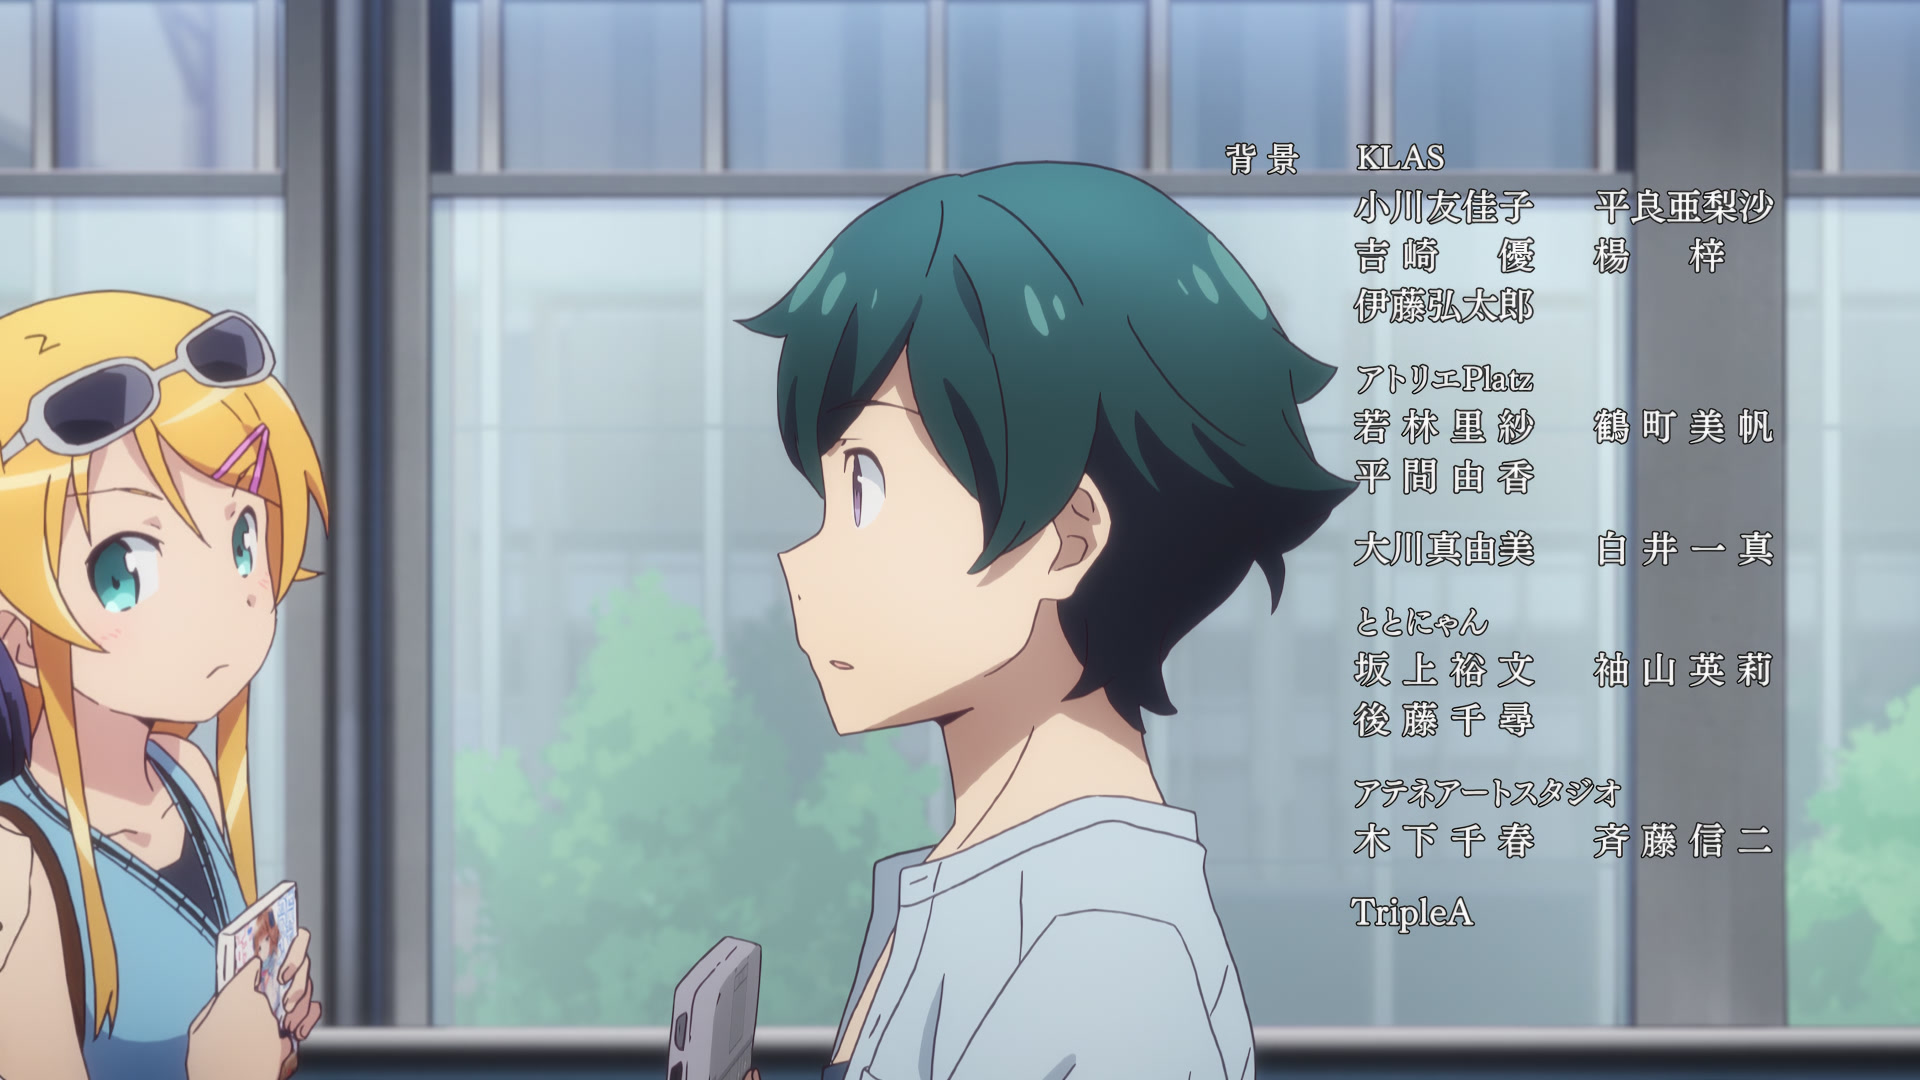 背景 KLAS
小川友佳子 平良亜梨沙
吉崎 優 楊 梓
伊藤弘太郎
アトリエPlatz
若林里紗 鶴町美帆
平間由香
大川真由美 白井一真
ととにゃん
坂上裕文 袖山英莉
後藤千尋
アテネアートスタジオ
木下千春 斉藤信二
TripleA